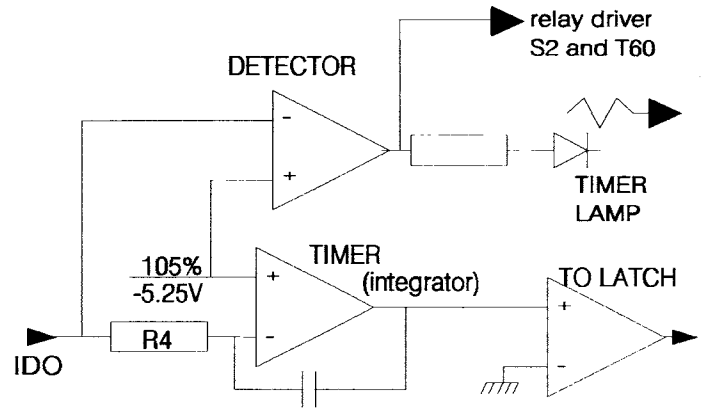 relay driver
S2 and T60
DETECTOR
-
+
TIMER
LAMP
105%
-5.25V
TIMER
(integrator)
+
-
TO LATCH
+
-
R4
IDO